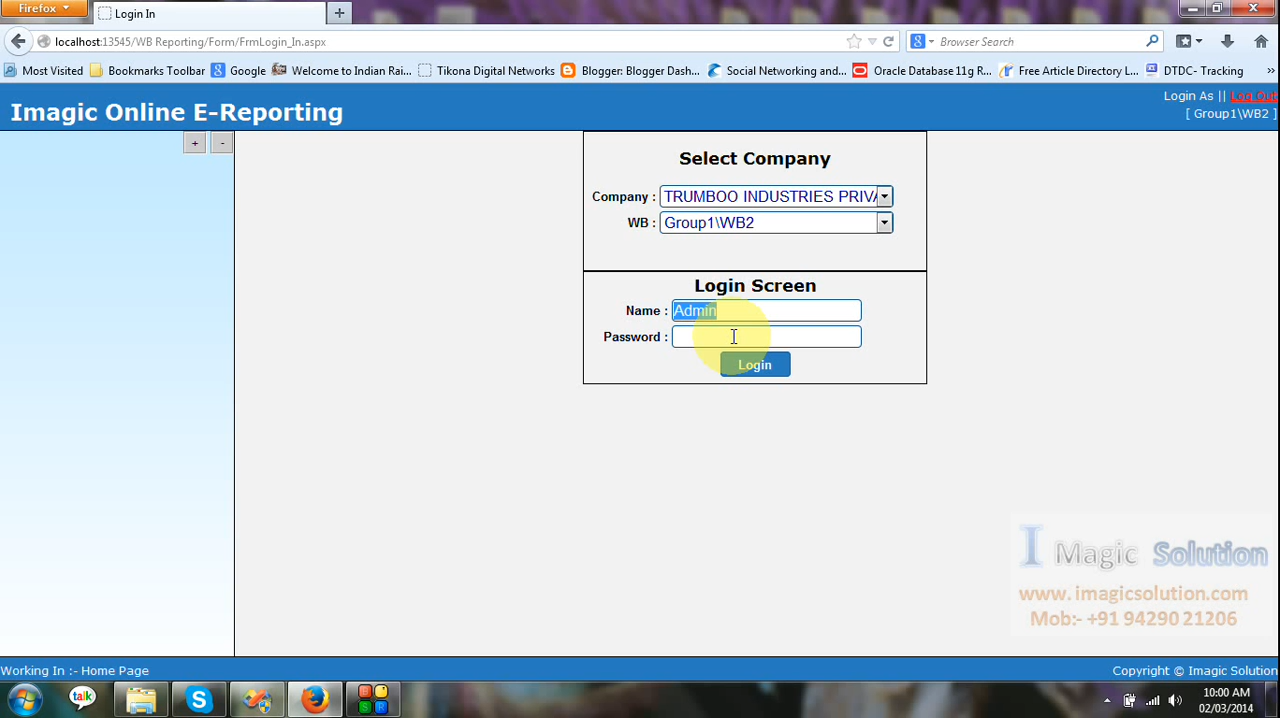 Firefox
Login In
localhost:13545/WB Reporting/Form/FrmLogin_In.aspx
Browser Search
Most Visited
Bookmarks Toolbar
Google
Welcome to Indian Rai...
Tikona Digital Networks
Blogger: Blogger Dash...
Social Networking and...
Oracle Database 11g R...
Free Article Directory L...
DTDC- Tracking
Imagic Online E-Reporting
Login As || Log Out
[ Group1\WB2 ]
+ -
Select Company
Company : TRUMBOO INDUSTRIES PRIVA
WB : Group1\WB2
Login Screen
Name : Admin
Password :
Login
I Magic Solution
www. imagicsolution.com
Mob:- +91 94290 21206
Working In :- Home Page
Copyright © Imagic Solution
talk
10:00 AM
02/03/2014